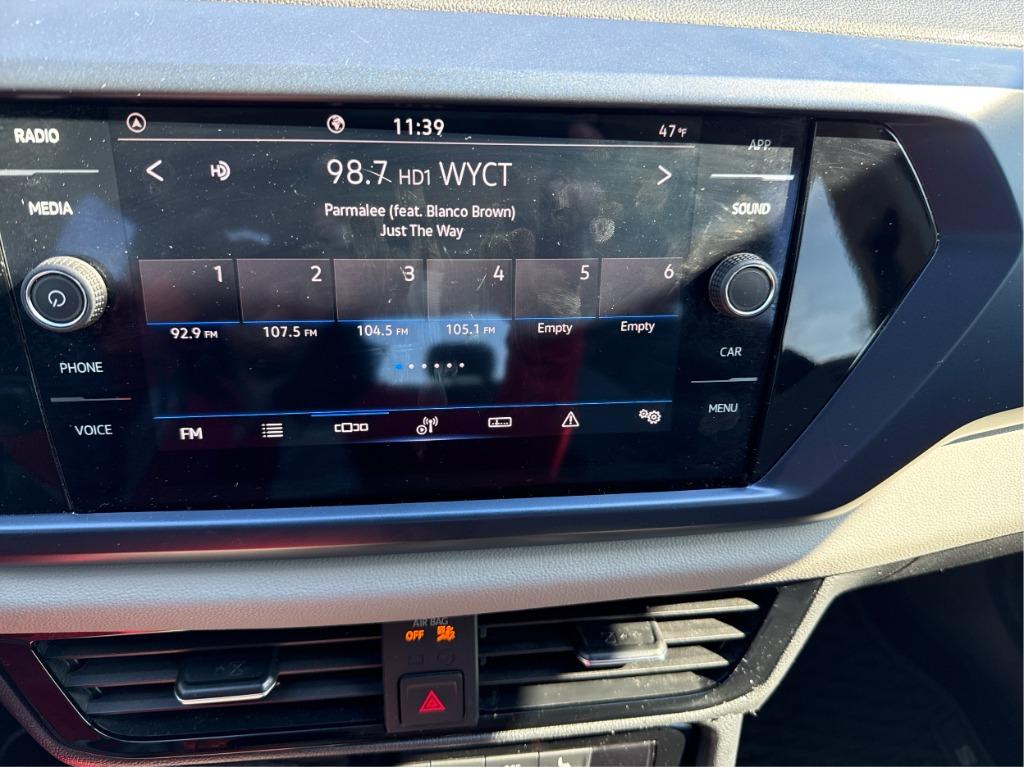 RADIO
11:39
47°F
APP
98.7 HD1 WYCT
MEDIA
SOUND
Parmalee (feat. Blanco Brown)
Just The Way
1 2 3 4 5 6
92.9 FM 107.5 FM 104.5 FM 105.1 FM Empty Empty
PHONE
CAR
VOICE
MENU
FM
AIR BAG
OFF